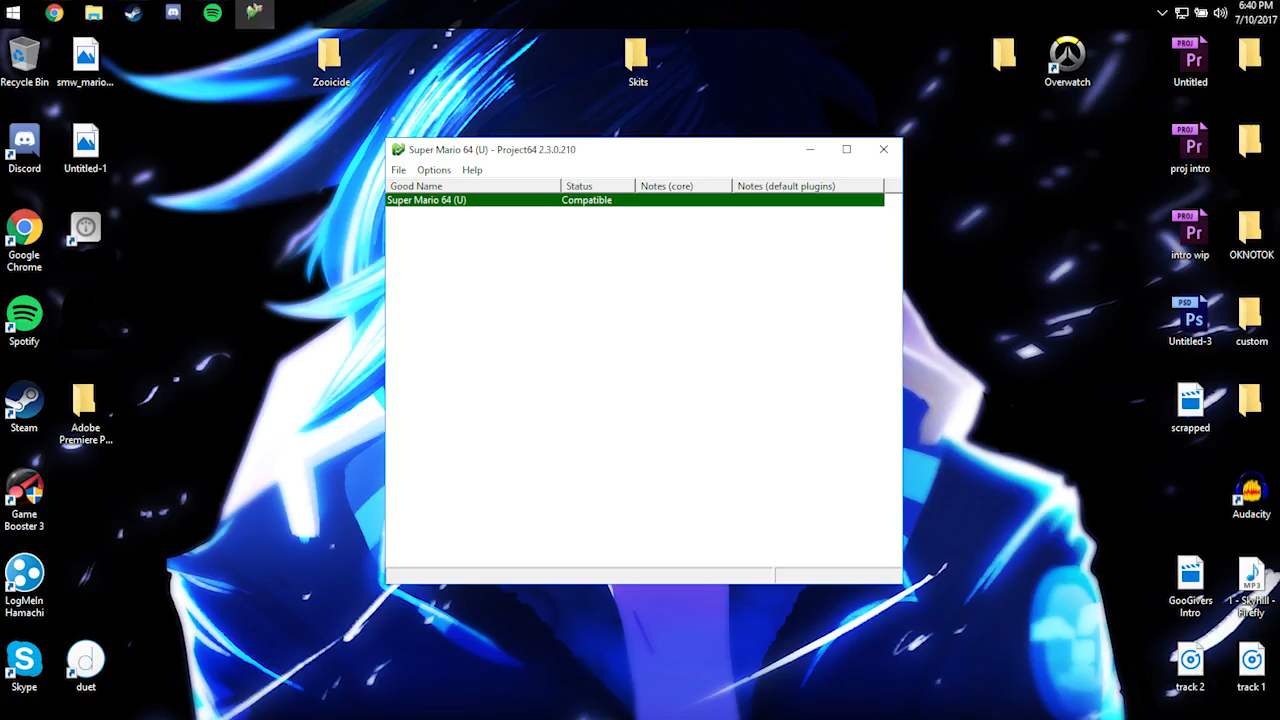 6:40 PM
7/10/2017
Recycle Bin
smw_mario...
Zooicide
Skits
Overwatch
PROJ
Pr
Untitled
Discord
Untitled-1
PROJ
Pr
proj intro
Super Mario 64 (U) - Project64 2.3.0.210
File Options Help
Good Name Status Notes (core) Notes (default plugins)
Super Mario 64 (U) Compatible
Google
Chrome
PROJ
Pr
intro wip
OKNOTOK
Spotify
PSD
Ps
Untitled-3
custom
Steam
Adobe
Premiere P...
scrapped
Game
Booster 3
Audacity
LogMeIn
Hamachi
GooGivers
Intro
MP3
1 - Skyhill -
Firefly
S
Skype
d
duet
track 2
track 1